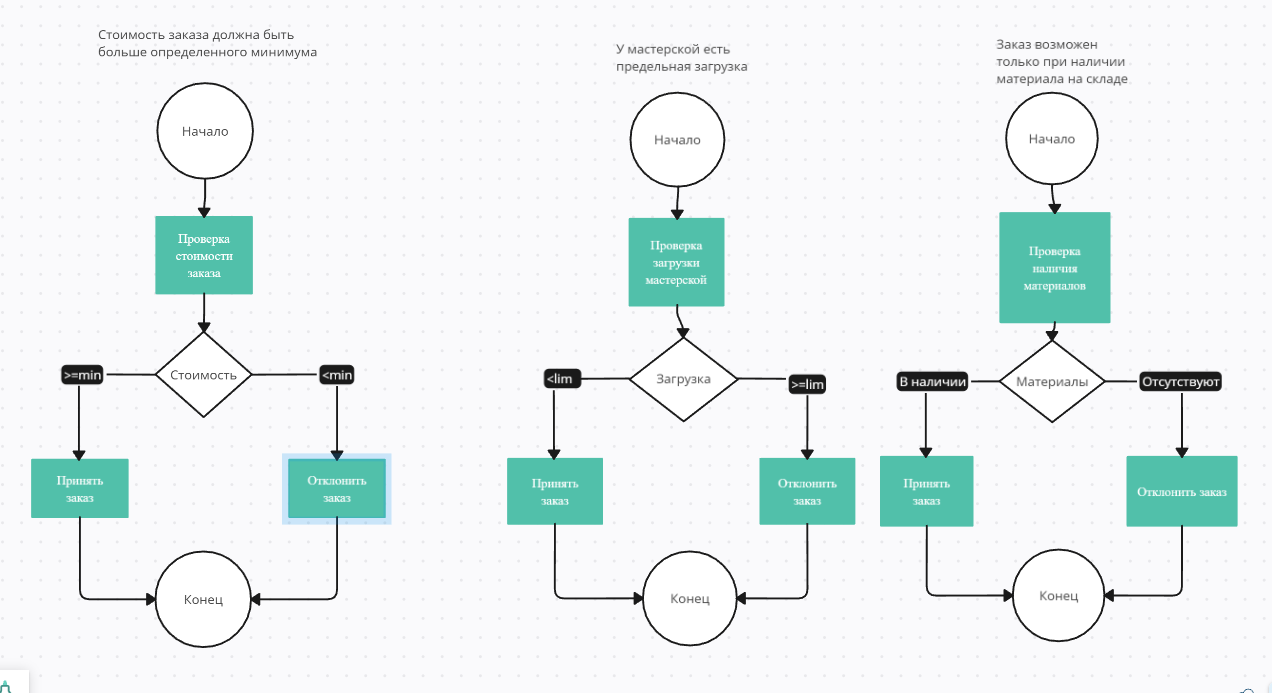 Стоимость заказа должна быть
больше определенного минимума
Начало
Проверка
стоимости
заказа
Стоимость
>=min
<min
Принять
заказ
Отклонить
заказ
Конец
У мастерской есть
предельная загрузка
Начало
Проверка
загрузки
мастерской
Загрузка
<lim
>=lim
Принять
заказ
Отклонить
заказ
Конец
Заказ возможен
только при наличии
материала на складе
Начало
Проверка
наличия
материалов
Материалы
В наличии
Отсутствуют
Принять
заказ
Отклонить заказ
Конец